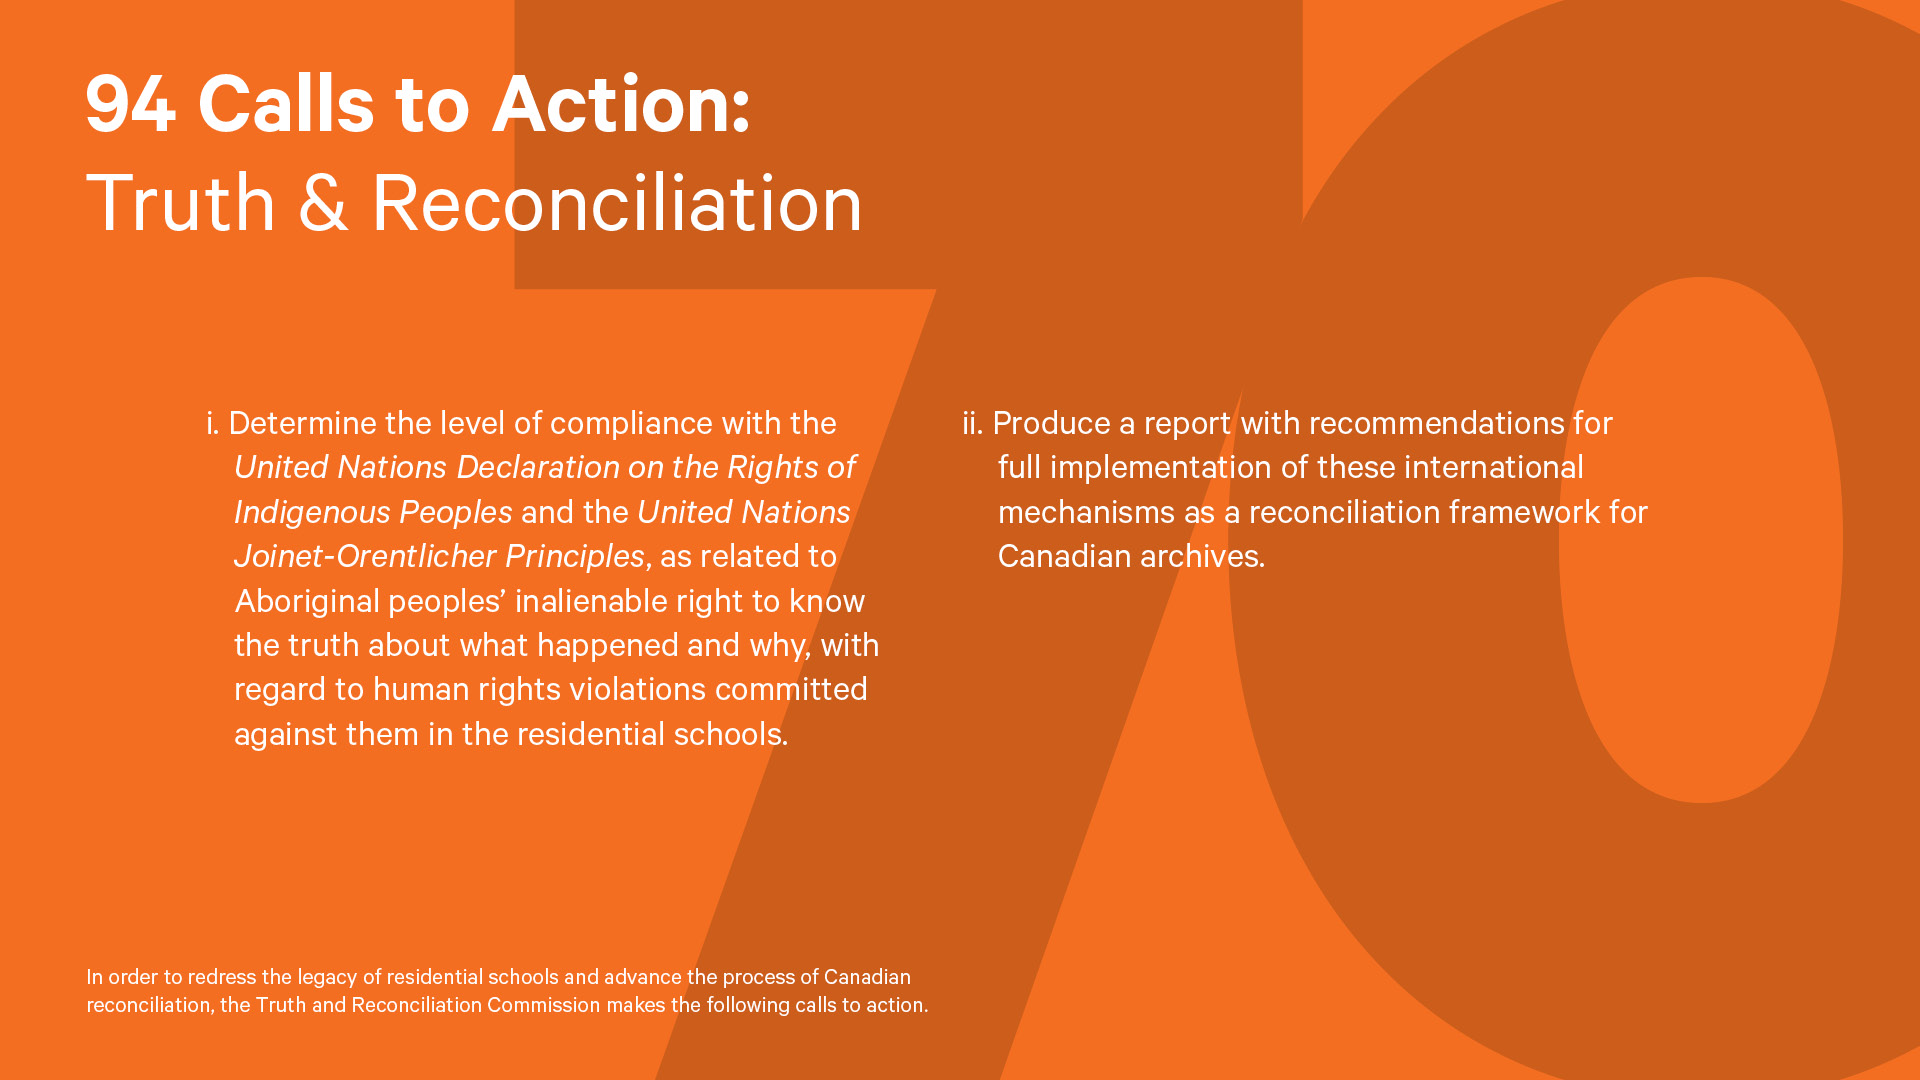 94 Calls to Action:
Truth & Reconciliation
70
i. Determine the level of compliance with the
United Nations Declaration on the Rights of
Indigenous Peoples and the United Nations
Joinet-Orentlicher Principles, as related to
Aboriginal peoples’ inalienable right to know
the truth about what happened and why, with
regard to human rights violations committed
against them in the residential schools.
ii. Produce a report with recommendations for
full implementation of these international
mechanisms as a reconciliation framework for
Canadian archives.
In order to redress the legacy of residential schools and advance the process of Canadian
reconciliation, the Truth and Reconciliation Commission makes the following calls to action.